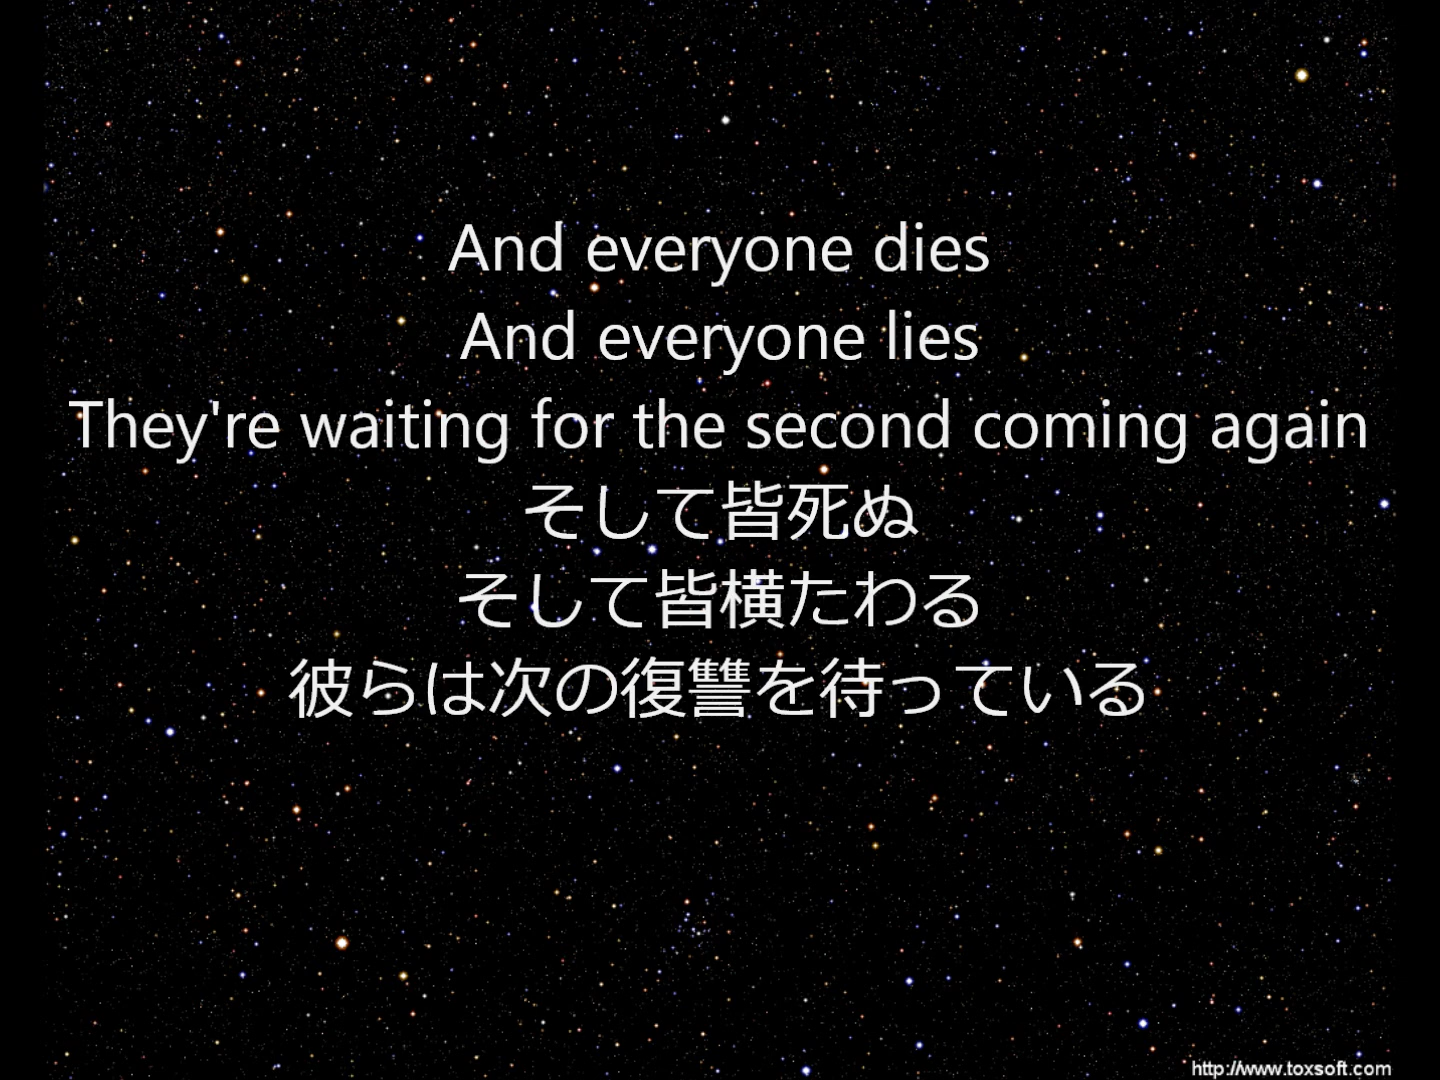 And everyone dies
And everyone lies
They're waiting for the second coming again
そして皆死ぬ
そして皆横たわる
彼らは次の復讐を待っている
http://www.toxsoft.com